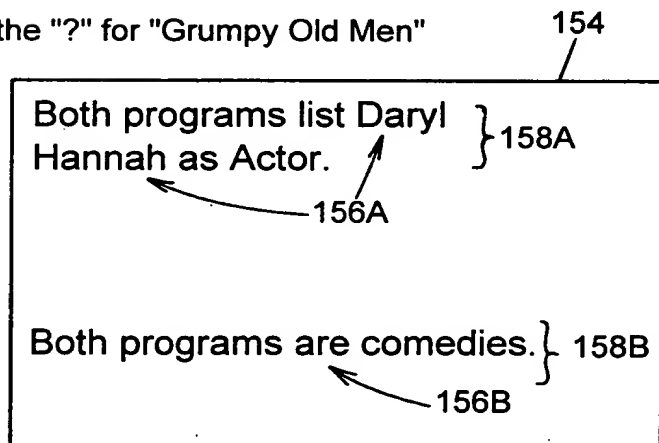 the "?" for "Grumpy Old Men"
154
Both programs list Daryl
Hannah as Actor.
158A
156A
Both programs are comedies.
158B
156B